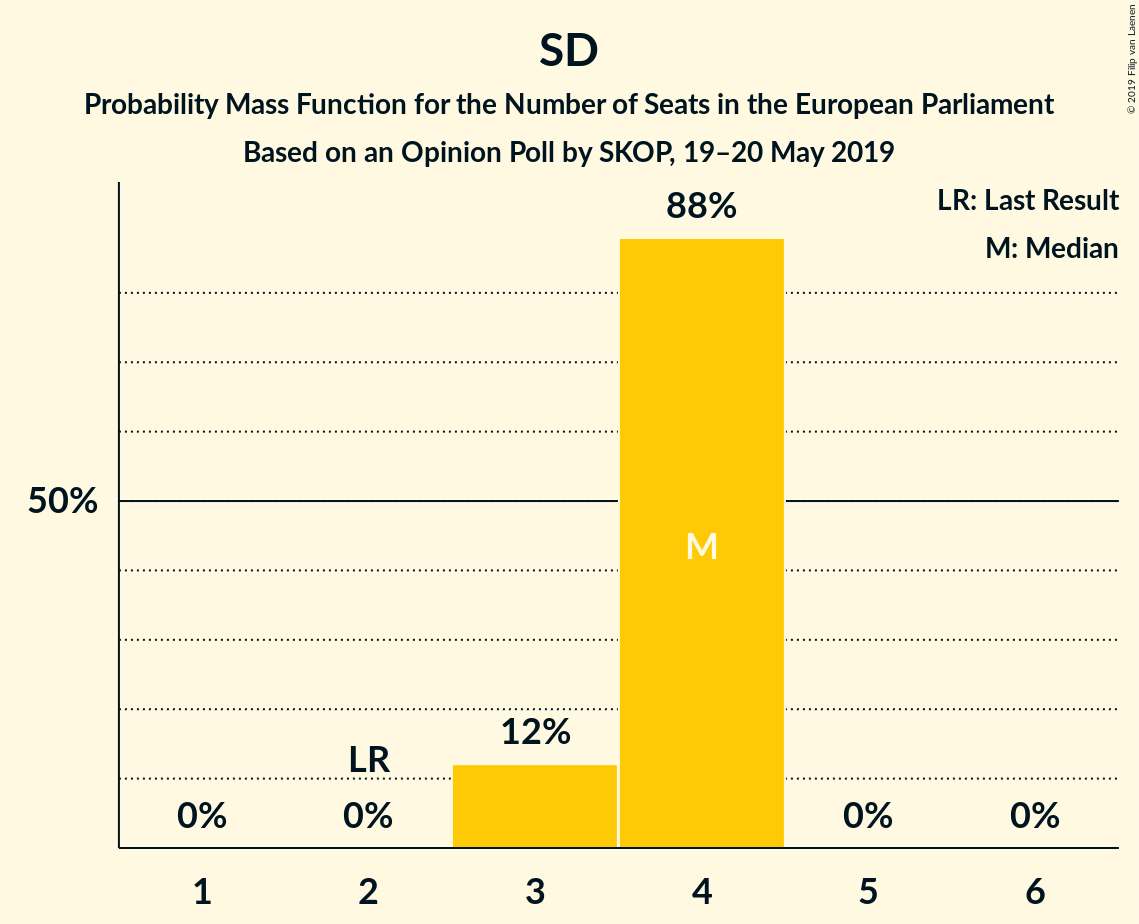 SD
Probability Mass Function for the Number of Seats in the European Parliament
Based on an Opinion Poll by SKOP, 19–20 May 2019
© 2019 Filip van Laenen
LR: Last Result
M: Median
88%
50%
M
12%
LR
0%
0%
0%
0%
1
2
3
4
5
6